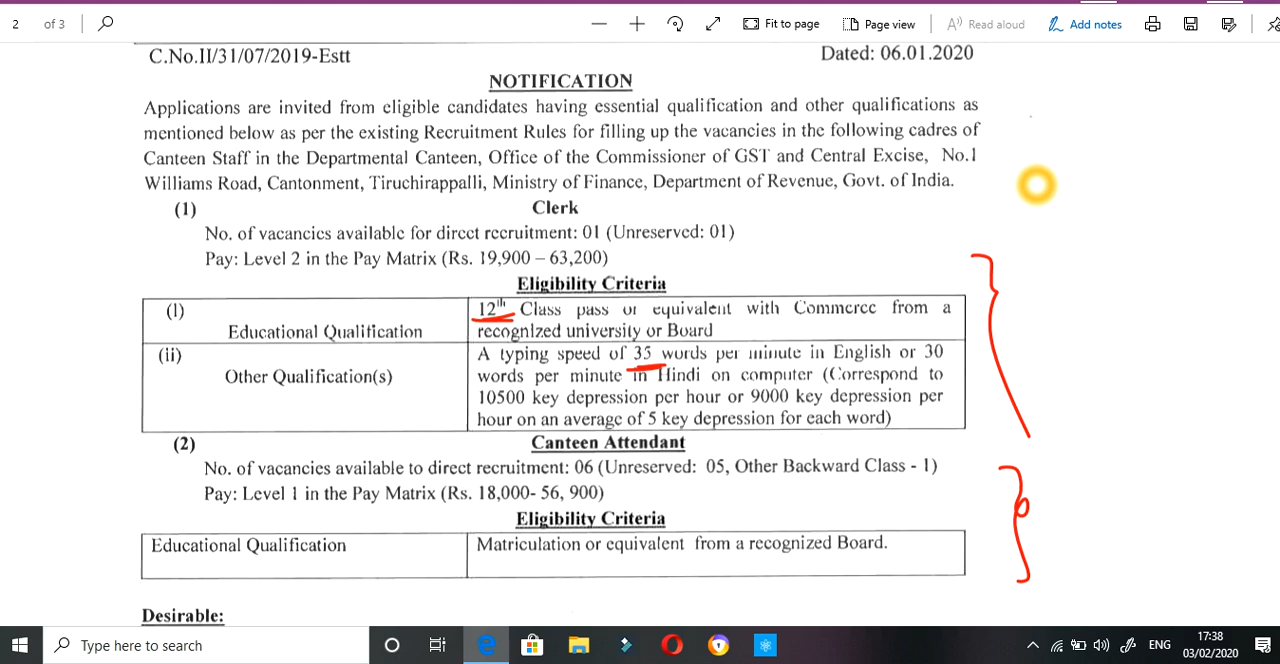 2 of 3 Fit to page Page view Read aloud Add notes
C.No.II/31/07/2019-Estt Dated: 06.01.2020
NOTIFICATION
Applications are invited from eligible candidates having essential qualification and other qualifications as
mentioned below as per the existing Recruitment Rules for filling up the vacancies in the following cadres of
Canteen Staff in the Departmental Canteen, Office of the Commissioner of GST and Central Excise, No.1
Williams Road, Cantonment, Tiruchirappalli, Ministry of Finance, Department of Revenue, Govt. of India.
(1) Clerk
No. of vacancies available for direct recruitment: 01 (Unreserved: 01)
Pay: Level 2 in the Pay Matrix (Rs. 19,900 – 63,200)
Eligibility Criteria
(I) 12th Class pass or equivalent with Commerce from a
Educational Qualification recognized university or Board
(ii) A typing speed of 35 words per minute in English or 30
Other Qualification(s) words per minute in Hindi on computer (Correspond to
10500 key depression per hour or 9000 key depression per
hour on an average of 5 key depression for each word)
(2) Canteen Attendant
No. of vacancies available to direct recruitment: 06 (Unreserved: 05, Other Backward Class - 1)
Pay: Level 1 in the Pay Matrix (Rs. 18,000- 56, 900)
Eligibility Criteria
Educational Qualification Matriculation or equivalent from a recognized Board.
Desirable:
Type here to search ENG 17:38
03/02/2020